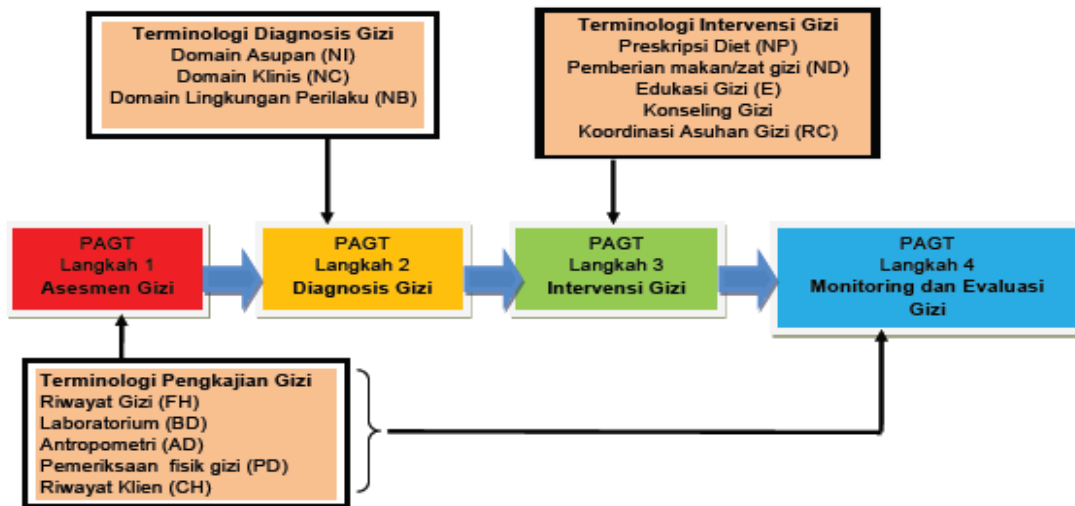 Terminologi Diagnosis Gizi
Domain Asupan (NI)
Domain Klinis (NC)
Domain Lingkungan Perilaku (NB)
Terminologi Intervensi Gizi
Preskripsi Diet (NP)
Pemberian makan/zat gizi (ND)
Edukasi Gizi (E)
Konseling Gizi
Koordinasi Asuhan Gizi (RC)
PAGT
Langkah 1
Asesmen Gizi
PAGT
Langkah 2
Diagnosis Gizi
PAGT
Langkah 3
Intervensi Gizi
PAGT
Langkah 4
Monitoring dan Evaluasi
Gizi
Terminologi Pengkajian Gizi
Riwayat Gizi (FH)
Laboratorium (BD)
Antropometri (AD)
Pemeriksaan fisik gizi (PD)
Riwayat Klien (CH)